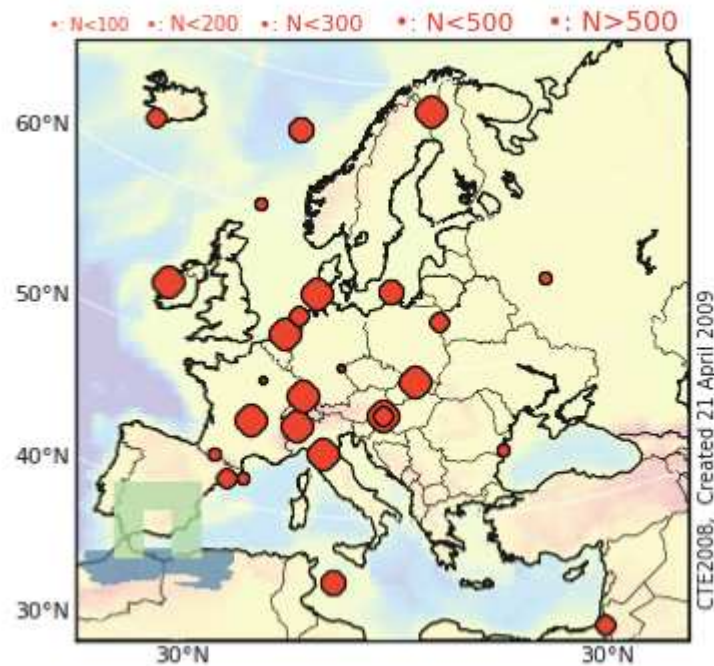 •: N<100 •: N<200 •: N<300 •: N<500 •: N>500
60°N
50°N
40°N
30°N
30°N 30°N
CTE2008, Created 21 April 2009